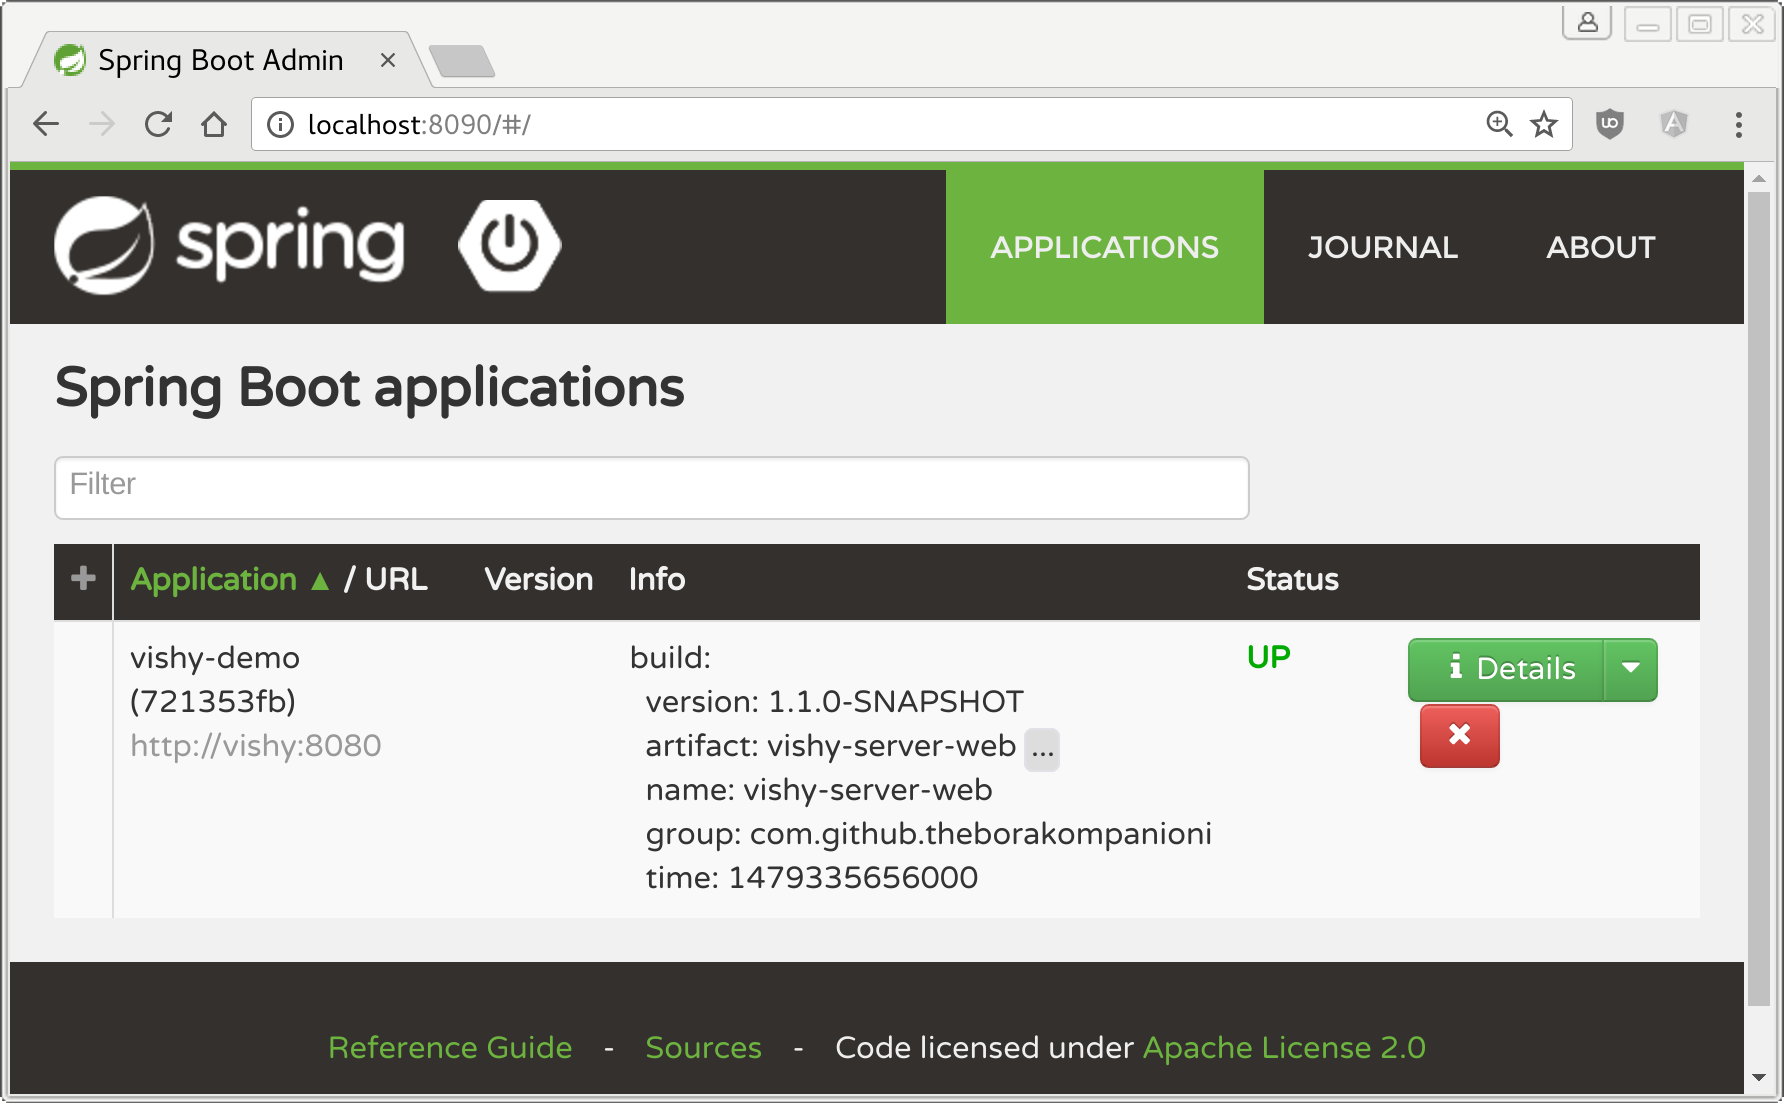 Spring Boot Admin
localhost:8090/#/
spring
APPLICATIONS
JOURNAL
ABOUT
Spring Boot applications
Filter
Application ▲ / URL
Version
Info
Status
vishy-demo
(721353fb)
http://vishy:8080
build:
version: 1.1.0-SNAPSHOT
artifact: vishy-server-web ...
name: vishy-server-web
group: com.github.theborakompanioni
time: 1479335656000
UP
Details
Reference Guide - Sources - Code licensed under Apache License 2.0